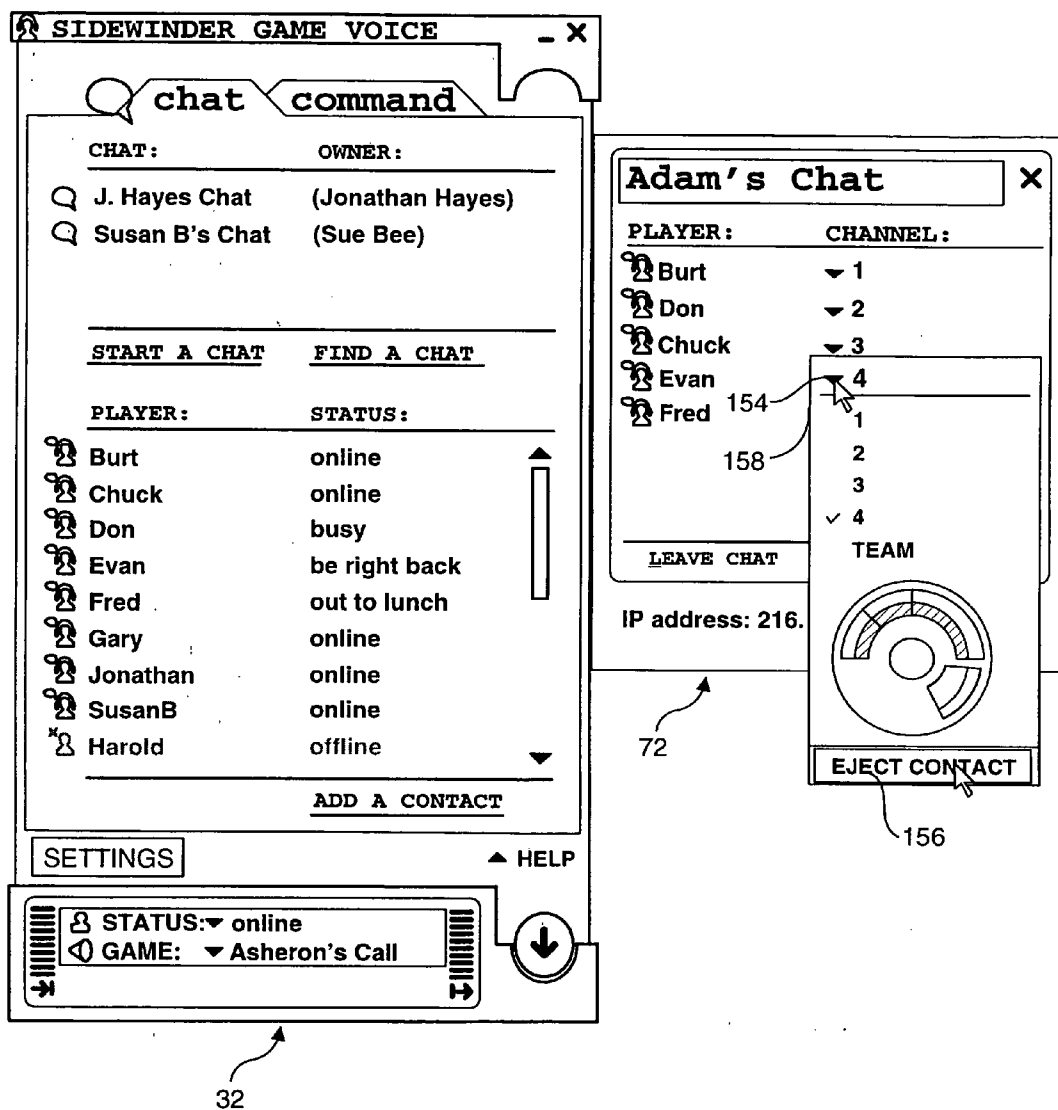 SIDEWINDER GAME VOICE
chat command
CHAT: OWNER:
J. Hayes Chat (Jonathan Hayes)
Susan B's Chat (Sue Bee)
START A CHAT FIND A CHAT
PLAYER: STATUS:
Burt online
Chuck online
Don busy
Evan be right back
Fred out to lunch
Gary online
Jonathan online
SusanB online
Harold offline
ADD A CONTACT
SETTINGS
HELP
STATUS: online
GAME: Asheron's Call
32
Adam's Chat
PLAYER: CHANNEL:
Burt 1
Don 2
Chuck 3
Evan 4
Fred
154
158
1
2
3
4
TEAM
LEAVE CHAT
IP address: 216.
72
EJECT CONTACT
156